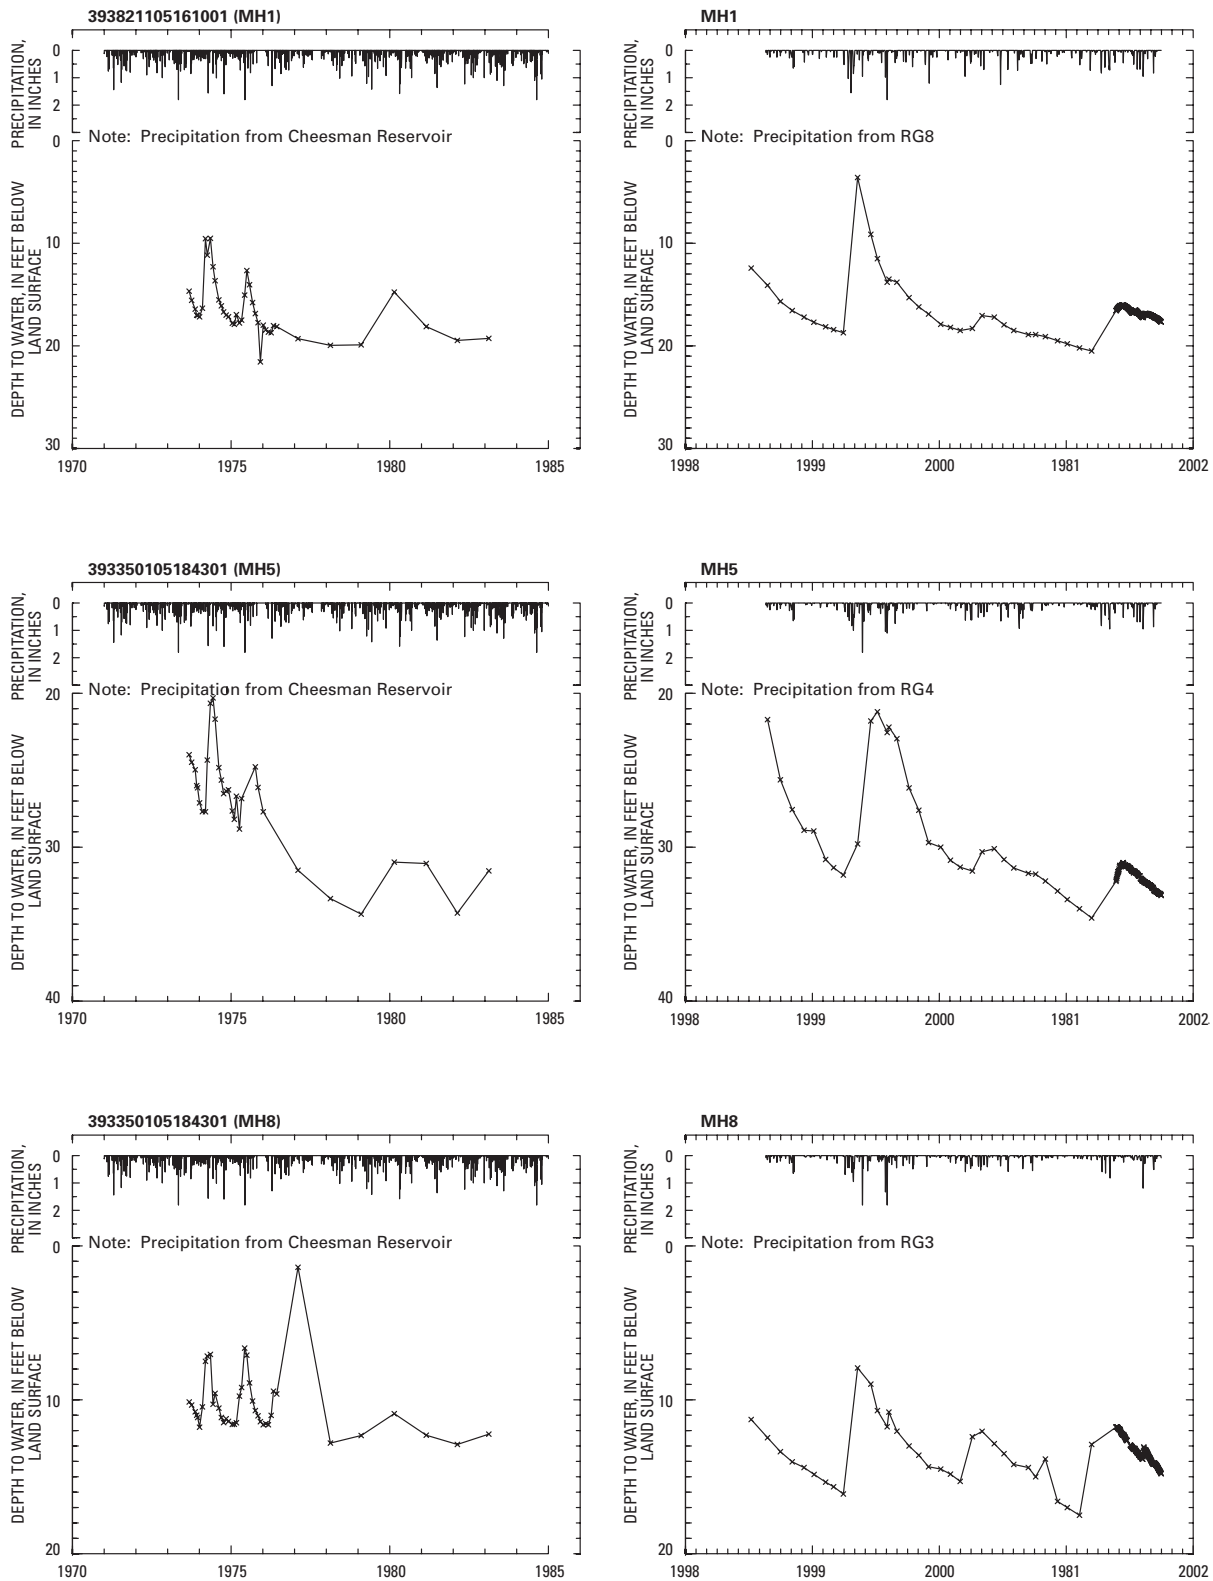 393821105161001 (MH1)
PRECIPITATION,
IN INCHES
0
1
2
Note: Precipitation from Cheesman Reservoir
DEPTH TO WATER, IN FEET BELOW
LAND SURFACE
0
10
20
30
1970
1975
1980
1985
MH1
PRECIPITATION,
IN INCHES
0
1
2
Note: Precipitation from RG8
DEPTH TO WATER, IN FEET BELOW
LAND SURFACE
0
10
20
30
1998
1999
2000
1981
2002
393350105184301 (MH5)
PRECIPITATION,
IN INCHES
0
1
2
Note: Precipitation from Cheesman Reservoir
DEPTH TO WATER, IN FEET BELOW
LAND SURFACE
20
30
40
1970
1975
1980
1985
MH5
PRECIPITATION,
IN INCHES
0
1
2
Note: Precipitation from RG4
DEPTH TO WATER, IN FEET BELOW
LAND SURFACE
20
30
40
1998
1999
2000
1981
2002
393350105184301 (MH8)
PRECIPITATION,
IN INCHES
0
1
2
Note: Precipitation from Cheesman Reservoir
DEPTH TO WATER, IN FEET BELOW
LAND SURFACE
0
10
20
1970
1975
1980
1985
MH8
PRECIPITATION,
IN INCHES
0
1
2
Note: Precipitation from RG3
DEPTH TO WATER, IN FEET BELOW
LAND SURFACE
0
10
20
1998
1999
2000
1981
2002